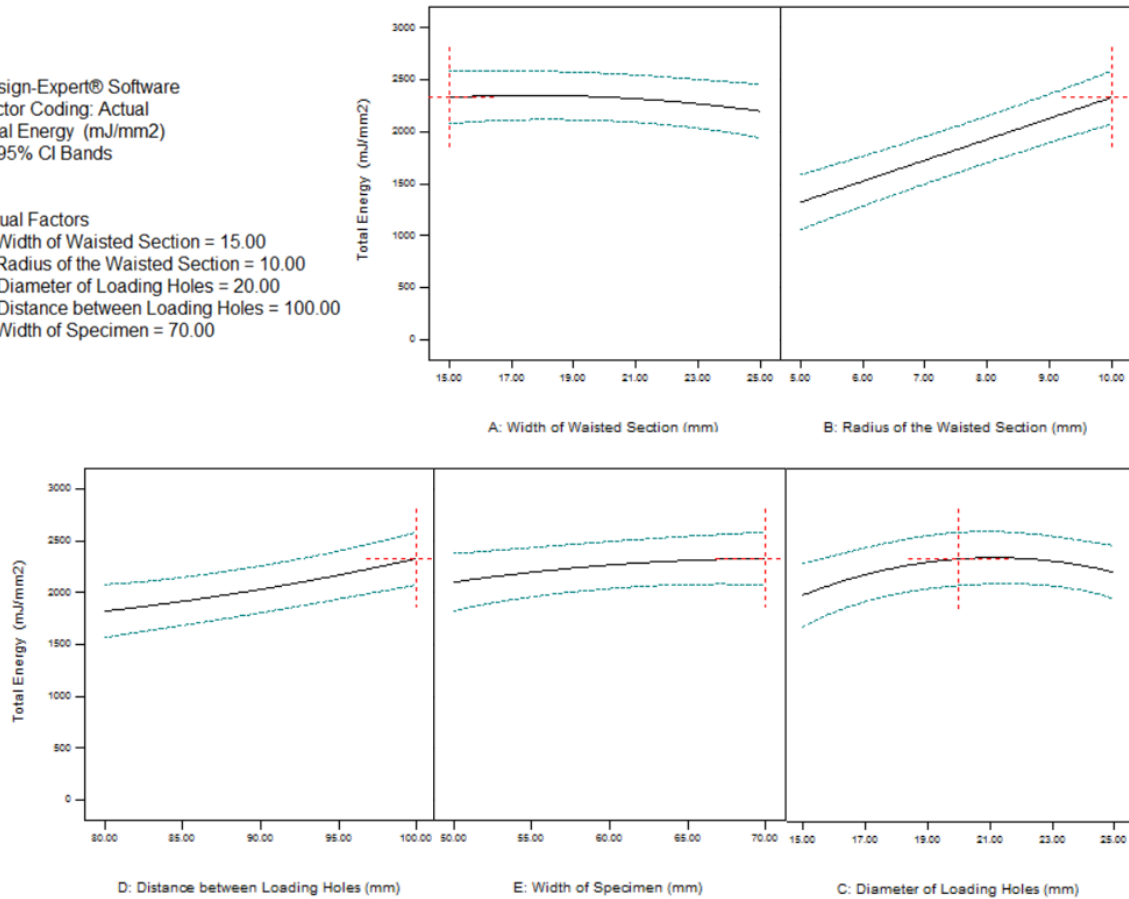 sign-Expert® Software
ctor Coding: Actual
al Energy (mJ/mm2)
95% CI Bands
ual Factors
Width of Waisted Section = 15.00
Radius of the Waisted Section = 10.00
Diameter of Loading Holes = 20.00
Distance between Loading Holes = 100.00
Width of Specimen = 70.00
Total Energy (mJ/mm2)
3000
2500
2000
1500
1000
500
0
15.00 17.00 19.00 21.00 23.00 25.00
5.00 6.00 7.00 8.00 9.00 10.00
A: Width of Waisted Section (mm)
B: Radius of the Waisted Section (mm)
Total Energy (mJ/mm2)
3000
2500
2000
1500
1000
500
0
80.00 85.00 90.00 95.00 100.00
50.00 55.00 60.00 65.00 70.00
15.00 17.00 19.00 21.00 23.00 25.00
D: Distance between Loading Holes (mm)
E: Width of Specimen (mm)
C: Diameter of Loading Holes (mm)